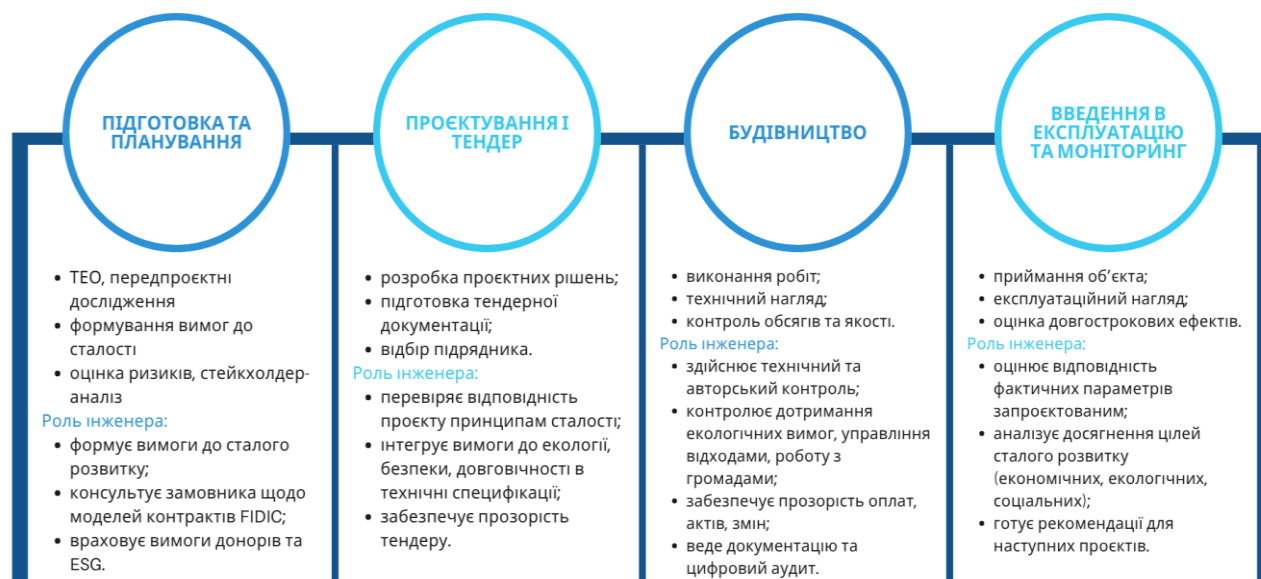 ПІДГОТОВКА ТА
ПЛАНУВАННЯ
• ТЕО, передпроєктні
дослідження
• формування вимог до
сталості
• оцінка ризиків, стейкхолдер-
аналіз
Роль інженера:
• формує вимоги до сталого
розвитку;
• консультує замовника щодо
моделей контрактів FIDIC;
• враховує вимоги донорів та
ESG.
ПРОЄКТУВАННЯ І
ТЕНДЕР
• розробка проєктних рішень;
• підготовка тендерної
документації;
• відбір підрядника.
Роль інженера:
• перевіряє відповідність
проєкту принципам сталості;
• інтегрує вимоги до екології,
безпеки, довговічності в
технічні специфікації;
• забезпечує прозорість
тендеру.
БУДІВНИЦТВО
• виконання робіт;
• технічний нагляд;
• контроль обсягів та якості.
Роль інженера:
• здійснює технічний та
авторський контроль;
• контролює дотримання
екологічних вимог, управління
відходами, роботу з
громадами;
• забезпечує прозорість оплат,
актів, змін;
• веде документацію та
цифровий аудит.
ВВЕДЕННЯ В
ЕКСПЛУАТАЦІЮ
ТА МОНІТОРИНГ
• приймання об’єкта;
• експлуатаційний нагляд;
• оцінка довгострокових ефектів.
Роль інженера:
• оцінює відповідність
фактичних параметрів
запроєктованим;
• аналізує досягнення цілей
сталого розвитку
(економічних, екологічних,
соціальних);
• готує рекомендації для
наступних проєктів.